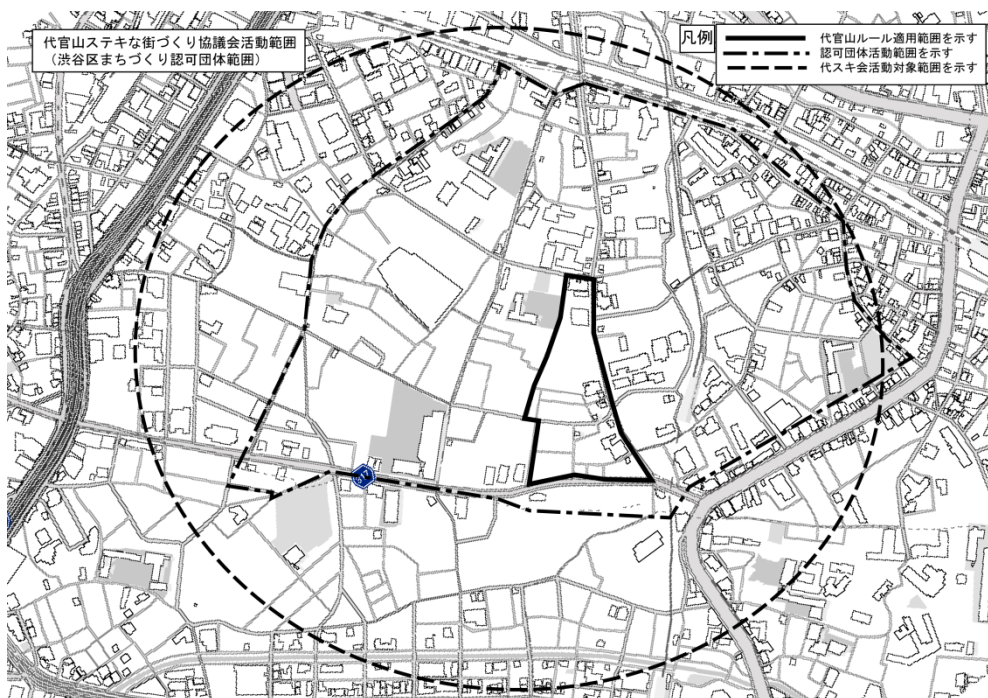 代官山ステキな街づくり協議会活動範囲
（渋谷区まちづくり認可団体範囲）
凡例
代官山ルール適用範囲を示す
認可団体活動範囲を示す
代スキ会活動対象範囲を示す
317